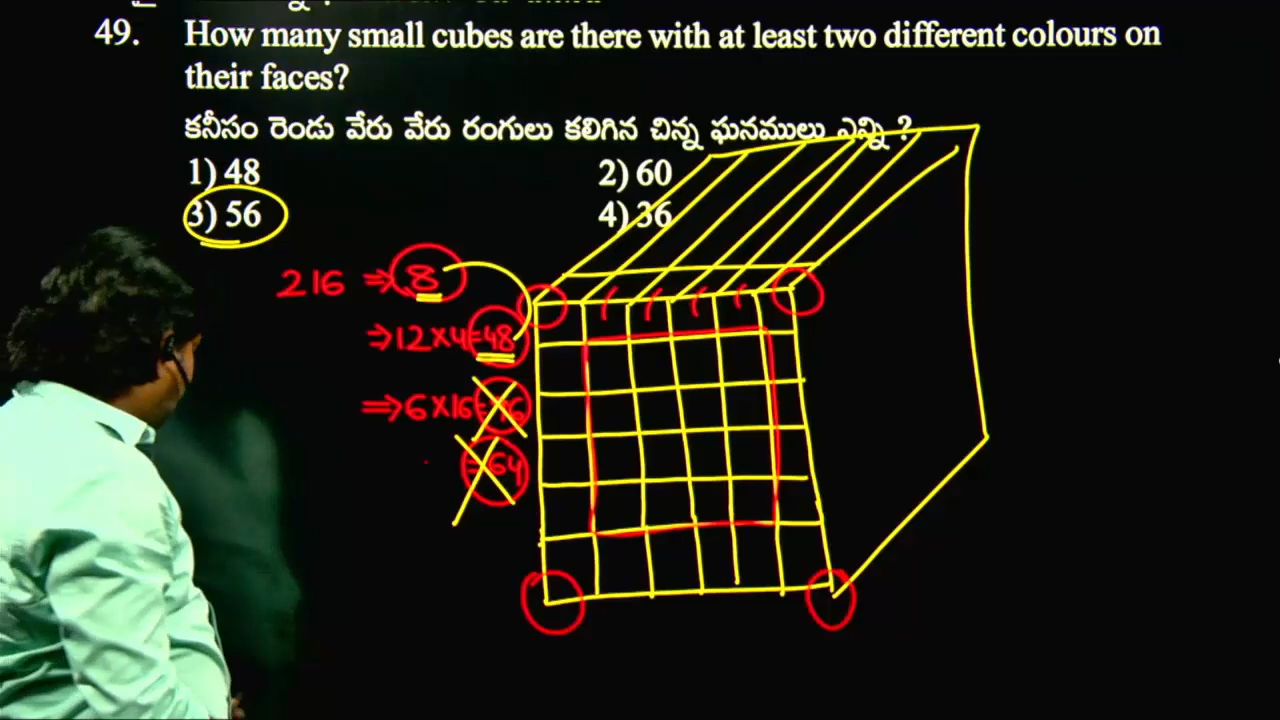 49. How many small cubes are there with at least two different colours on
their faces?
కనీసం రెండు వేరు వేరు రంగులు కలిగిన చిన్న ఘనములు ఎన్ని ?
1) 48 2) 60
3) 56 4) 36
216 ⇒ 8
⇒ 12 × 4 = 48
⇒ 6 × 16 = 96
= 64